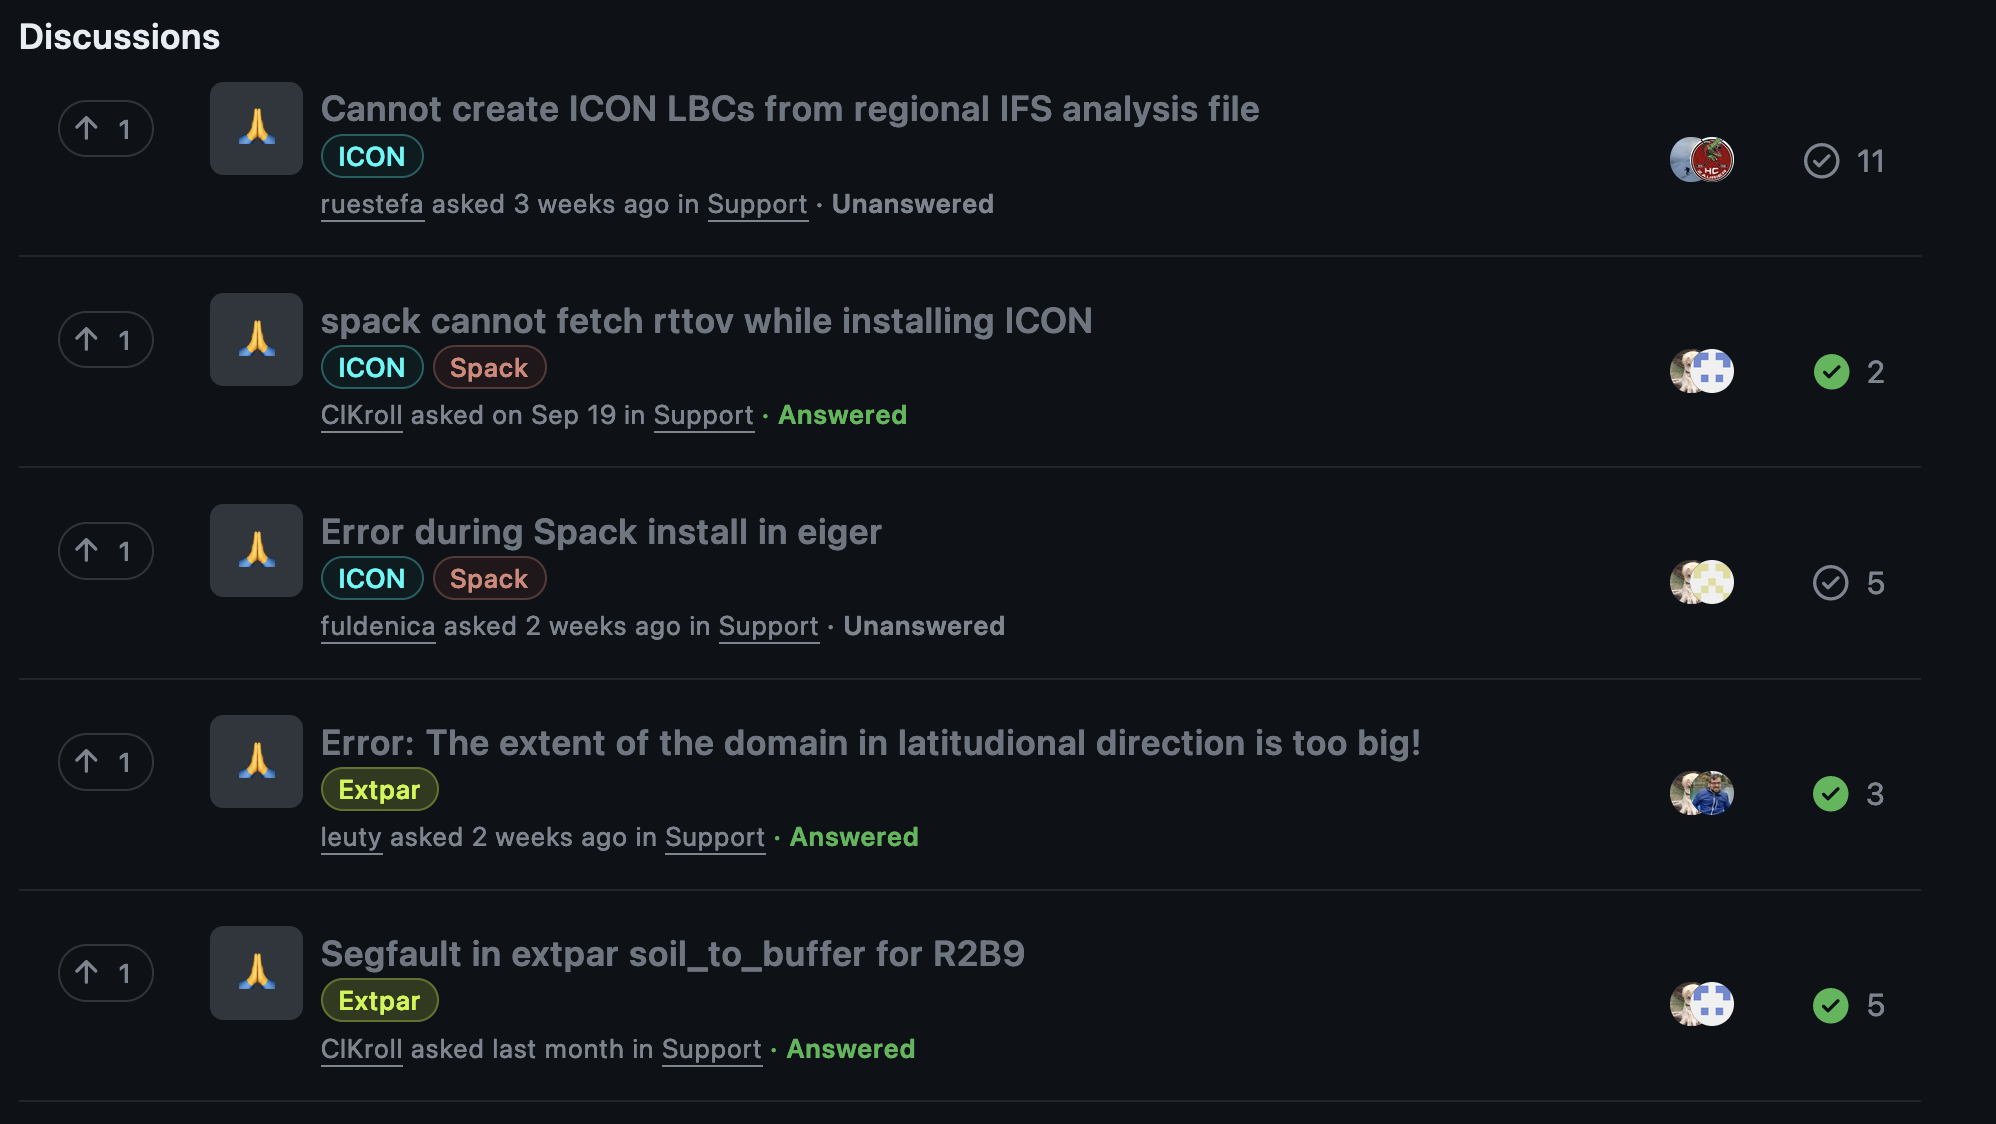 Discussions
↑ 1
Cannot create ICON LBCs from regional IFS analysis file
ICON
ruestefa asked 3 weeks ago in Support · Unanswered
11
↑ 1
spack cannot fetch rttov while installing ICON
ICON Spack
ClKroll asked on Sep 19 in Support · Answered
2
↑ 1
Error during Spack install in eiger
ICON Spack
fuldenica asked 2 weeks ago in Support · Unanswered
5
↑ 1
Error: The extent of the domain in latitudional direction is too big!
Extpar
leuty asked 2 weeks ago in Support · Answered
3
↑ 1
Segfault in extpar soil_to_buffer for R2B9
Extpar
ClKroll asked last month in Support · Answered
5